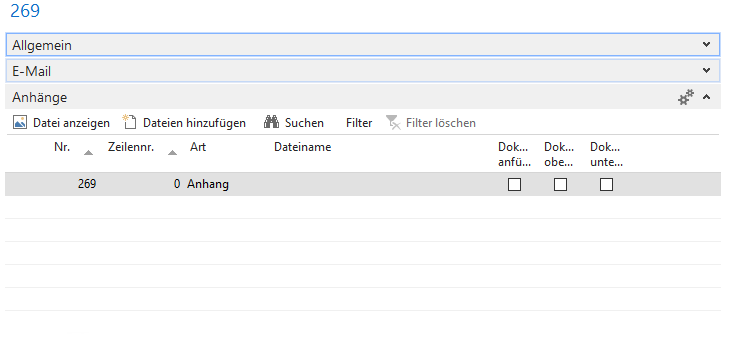 269
Allgemein
E-Mail
Anhänge
Datei anzeigen Dateien hinzufügen Suchen Filter Filter löschen
Nr. Zeilennr. Art Dateiname Dok... Dok... Dok...
anfü... obe... unte...
269 0 Anhang